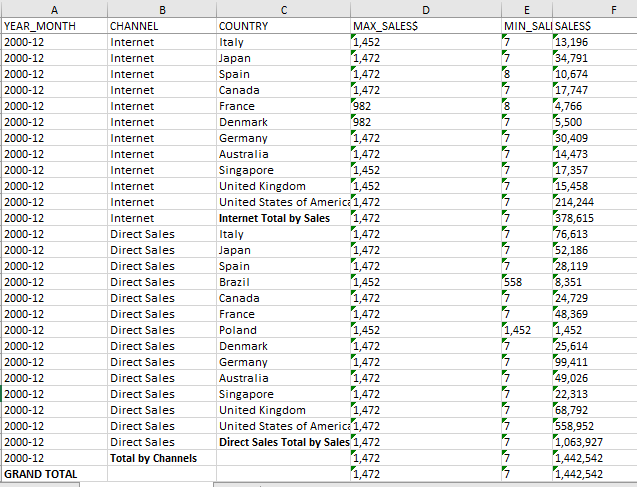 A B C D E F
YEAR_MONTH CHANNEL COUNTRY MAX_SALES$ MIN_SAL SALES$
2000-12 Internet Italy 1,452 7 13,196
2000-12 Internet Japan 1,472 7 34,791
2000-12 Internet Spain 1,472 8 10,674
2000-12 Internet Canada 1,472 7 17,747
2000-12 Internet France 982 8 4,766
2000-12 Internet Denmark 982 7 5,500
2000-12 Internet Germany 1,472 7 30,409
2000-12 Internet Australia 1,472 7 14,473
2000-12 Internet Singapore 1,452 7 17,357
2000-12 Internet United Kingdom 1,452 7 15,458
2000-12 Internet United States of America 1,472 7 214,244
2000-12 Internet Internet Total by Sales 1,472 7 378,615
2000-12 Direct Sales Italy 1,472 7 76,613
2000-12 Direct Sales Japan 1,472 7 52,186
2000-12 Direct Sales Spain 1,472 7 28,119
2000-12 Direct Sales Brazil 1,452 558 8,351
2000-12 Direct Sales Canada 1,472 7 24,729
2000-12 Direct Sales France 1,472 7 48,369
2000-12 Direct Sales Poland 1,452 1,452 1,452
2000-12 Direct Sales Denmark 1,472 7 25,614
2000-12 Direct Sales Germany 1,472 7 99,411
2000-12 Direct Sales Australia 1,472 7 49,026
2000-12 Direct Sales Singapore 1,472 7 22,313
2000-12 Direct Sales United Kingdom 1,472 7 68,792
2000-12 Direct Sales United States of America 1,472 7 558,952
2000-12 Direct Sales Direct Sales Total by Sales 1,472 7 1,063,927
2000-12 Total by Channels 1,472 7 1,442,542
GRAND TOTAL 1,472 7 1,442,542